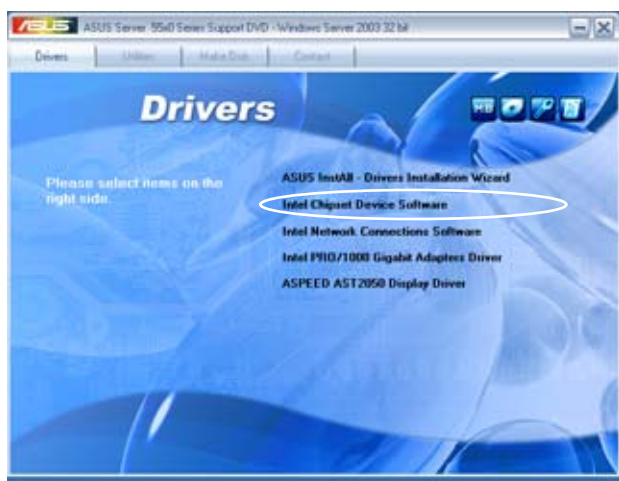 ASUS ASUS Server 55x0 Series Support DVD - Windows Server 2003 32 bit
Drivers Utilities Make Disk Contact
Drivers
Please select items on the
right side.
ASUS InstAll - Drivers Installation Wizard
Intel Chipset Device Software
Intel Network Connections Software
Intel PRO/1000 Gigabit Adapters Driver
ASPEED AST2050 Display Driver